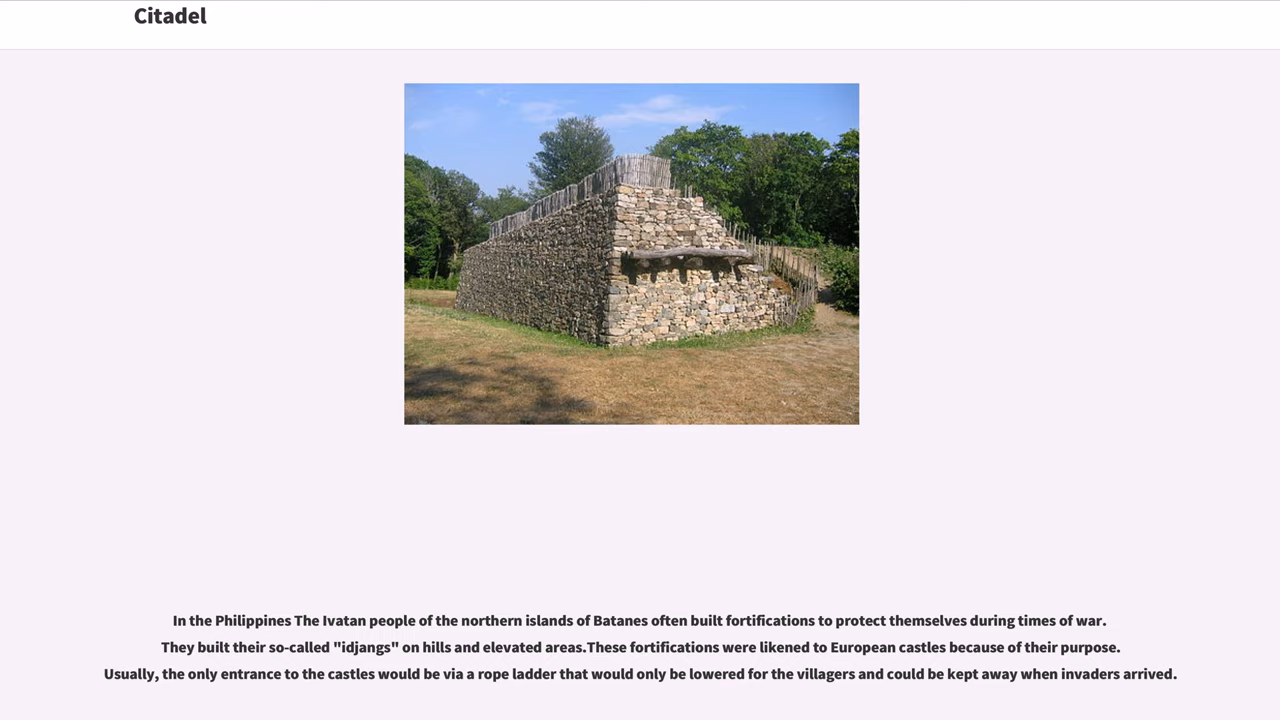 Citadel
In the Philippines The Ivatan people of the northern islands of Batanes often built fortifications to protect themselves during times of war.
They built their so-called "idjangs" on hills and elevated areas.These fortifications were likened to European castles because of their purpose.
Usually, the only entrance to the castles would be via a rope ladder that would only be lowered for the villagers and could be kept away when invaders arrived.